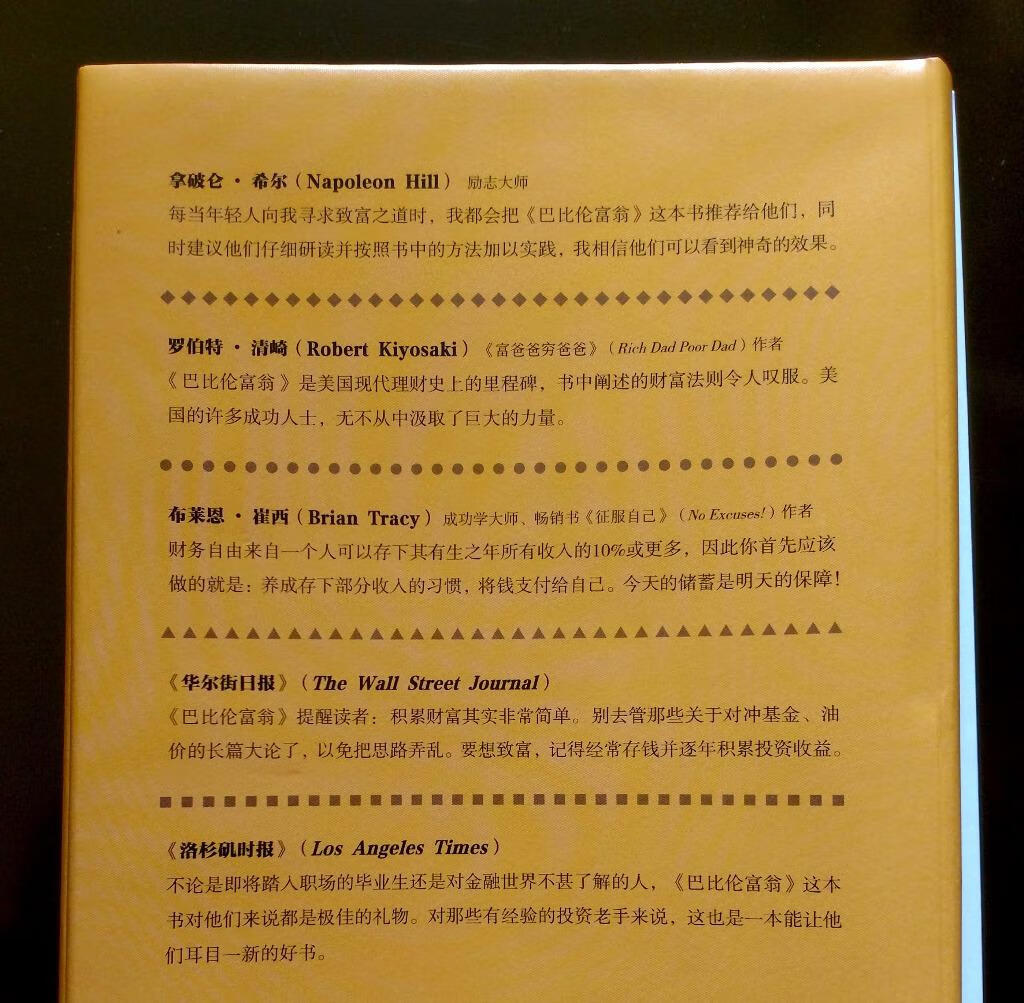 拿破仑·希尔（Napoleon Hill） 励志大师
每当年轻人向我寻求致富之道时，我都会把《巴比伦富翁》这本书推荐给他们，同
时建议他们仔细研读并按照书中的方法加以实践，我相信他们可以看到神奇的效果。
罗伯特·清崎（Robert Kiyosaki）《富爸爸穷爸爸》（Rich Dad Poor Dad）作者
《巴比伦富翁》是美国现代理财史上的里程碑，书中阐述的财富法则令人叹服。美
国的许多成功人士，无不从中汲取了巨大的力量。
布莱恩·崔西（Brian Tracy）成功学大师、畅销书《征服自己》（No Excuses!）作者
财务自由来自一个人可以存下其有生之年所有收入的10%或更多，因此你首先应该
做的就是：养成存下部分收入的习惯，将钱支付给自己。今天的储蓄是明天的保障！
《华尔街日报》（The Wall Street Journal）
《巴比伦富翁》提醒读者：积累财富其实非常简单。别去管那些关于对冲基金、油
价的长篇大论了，以免把思路弄乱。要想致富，记得经常存钱并逐年积累投资收益。
《洛杉矶时报》（Los Angeles Times）
不论是即将踏入职场的毕业生还是对金融世界不甚了解的人，《巴比伦富翁》这本
书对他们来说都是极佳的礼物。对那些有经验的投资老手来说，这也是一本能让他
们耳目一新的好书。